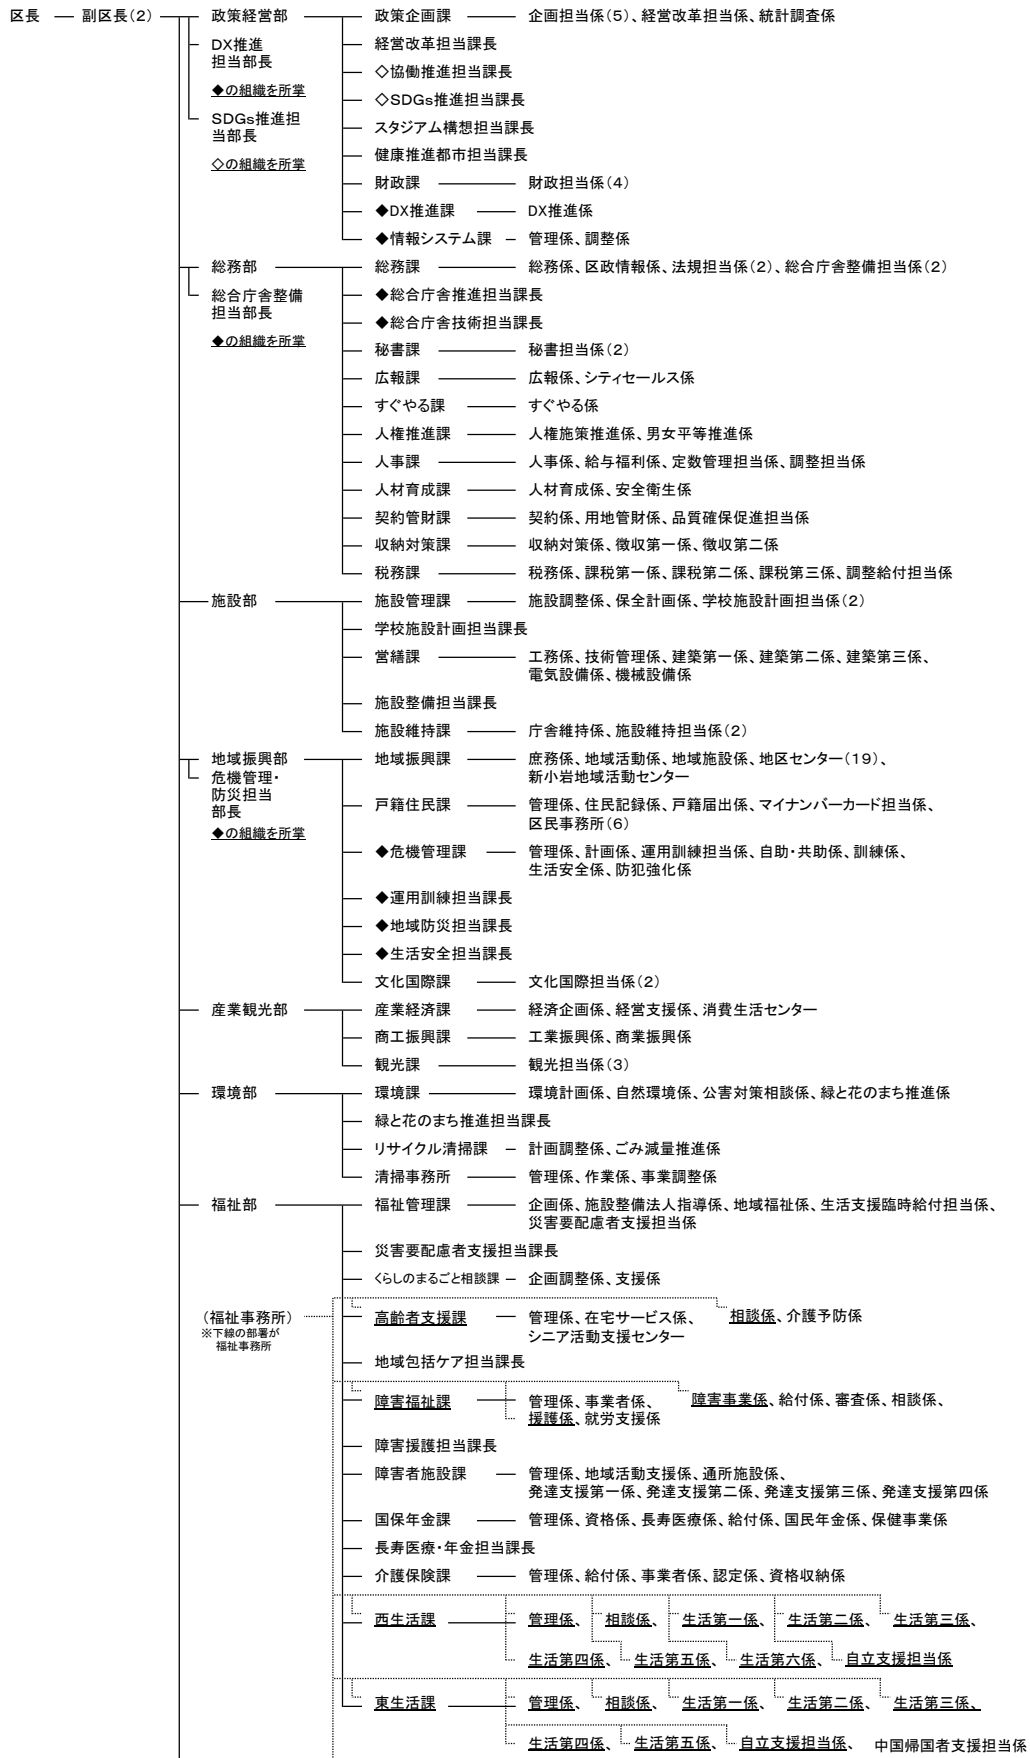 区長 副区長(2) 政策経営部 政策企画課 企画担当係(5)、経営改革担当係、統計調査係
DX推進
担当部長
◆の組織を所掌
SDGs推進担
当部長
◇の組織を所掌
経営改革担当課長
◇協働推進担当課長
◇SDGs推進担当課長
スタジアム構想担当課長
健康推進都市担当課長
財政課 財政担当係(4)
◆DX推進課 DX推進係
◆情報システム課 管理係、調整係
総務部 総務課 総務係、区政情報係、法規担当係(2)、総合庁舎整備担当係(2)
総合庁舎整備
担当部長
◆の組織を所掌
◆総合庁舎推進担当課長
◆総合庁舎技術担当課長
秘書課 秘書担当係(2)
広報課 広報係、シティセールス係
すぐやる課 すぐやる係
人権推進課 人権施策推進係、男女平等推進係
人事課 人事係、給与福利係、定数管理担当係、調整担当係
人材育成課 人材育成係、安全衛生係
契約管財課 契約係、用地管財係、品質確保促進担当係
収納対策課 収納対策係、徴収第一係、徴収第二係
税務課 税務係、課税第一係、課税第二係、課税第三係、調整給付担当係
施設部 施設管理課 施設調整係、保全計画係、学校施設計画担当係(2)
学校施設計画担当課長
営繕課 工務係、技術管理係、建築第一係、建築第二係、建築第三係、
電気設備係、機械設備係
施設整備担当課長
施設維持課 庁舎維持係、施設維持担当係(2)
地域振興部 地域振興課 庶務係、地域活動係、地域施設係、地区センター(19)、
新小岩地域活動センター
危機管理・
防災担当
部長
◆の組織を所掌
戸籍住民課 管理係、住民記録係、戸籍届出係、マイナンバーカード担当係、
区民事務所(6)
◆危機管理課 管理係、計画係、運用訓練担当係、自助・共助係、訓練係、
生活安全係、防犯強化係
◆運用訓練担当課長
◆地域防災担当課長
◆生活安全担当課長
文化国際課 文化国際担当係(2)
産業観光部 産業経済課 経済企画係、経営支援係、消費生活センター
商工振興課 工業振興係、商業振興係
観光課 観光担当係(3)
環境部 環境課 環境計画係、自然環境係、公害対策相談係、緑と花のまち推進係
緑と花のまち推進担当課長
リサイクル清掃課 計画調整係、ごみ減量推進係
清掃事務所 管理係、作業係、事業調整係
福祉部 福祉管理課 企画係、施設整備法人指導係、地域福祉係、生活支援臨時給付担当係、
災害要配慮者支援担当係
災害要配慮者支援担当課長
くらしのまるごと相談課 企画調整係、支援係
(福祉事務所)
※下線の部署が
福祉事務所
高齢者支援課 管理係、在宅サービス係、 相談係、介護予防係
シニア活動支援センター
地域包括ケア担当課長
障害福祉課 管理係、事業者係、 障害事業係、給付係、審査係、相談係、
援護係、就労支援係
障害援護担当課長
障害者施設課 管理係、地域活動支援係、通所施設係、
発達支援第一係、発達支援第二係、発達支援第三係、発達支援第四係
国保年金課 管理係、資格係、長寿医療係、給付係、国民年金係、保健事業係
長寿医療・年金担当課長
介護保険課 管理係、給付係、事業者係、認定係、資格収納係
西生活課 管理係、 相談係、 生活第一係、 生活第二係、 生活第三係、
生活第四係、 生活第五係、 生活第六係、 自立支援担当係
東生活課 管理係、 相談係、 生活第一係、 生活第二係、 生活第三係、
生活第四係、 生活第五係、 自立支援担当係、 中国帰国者支援担当係